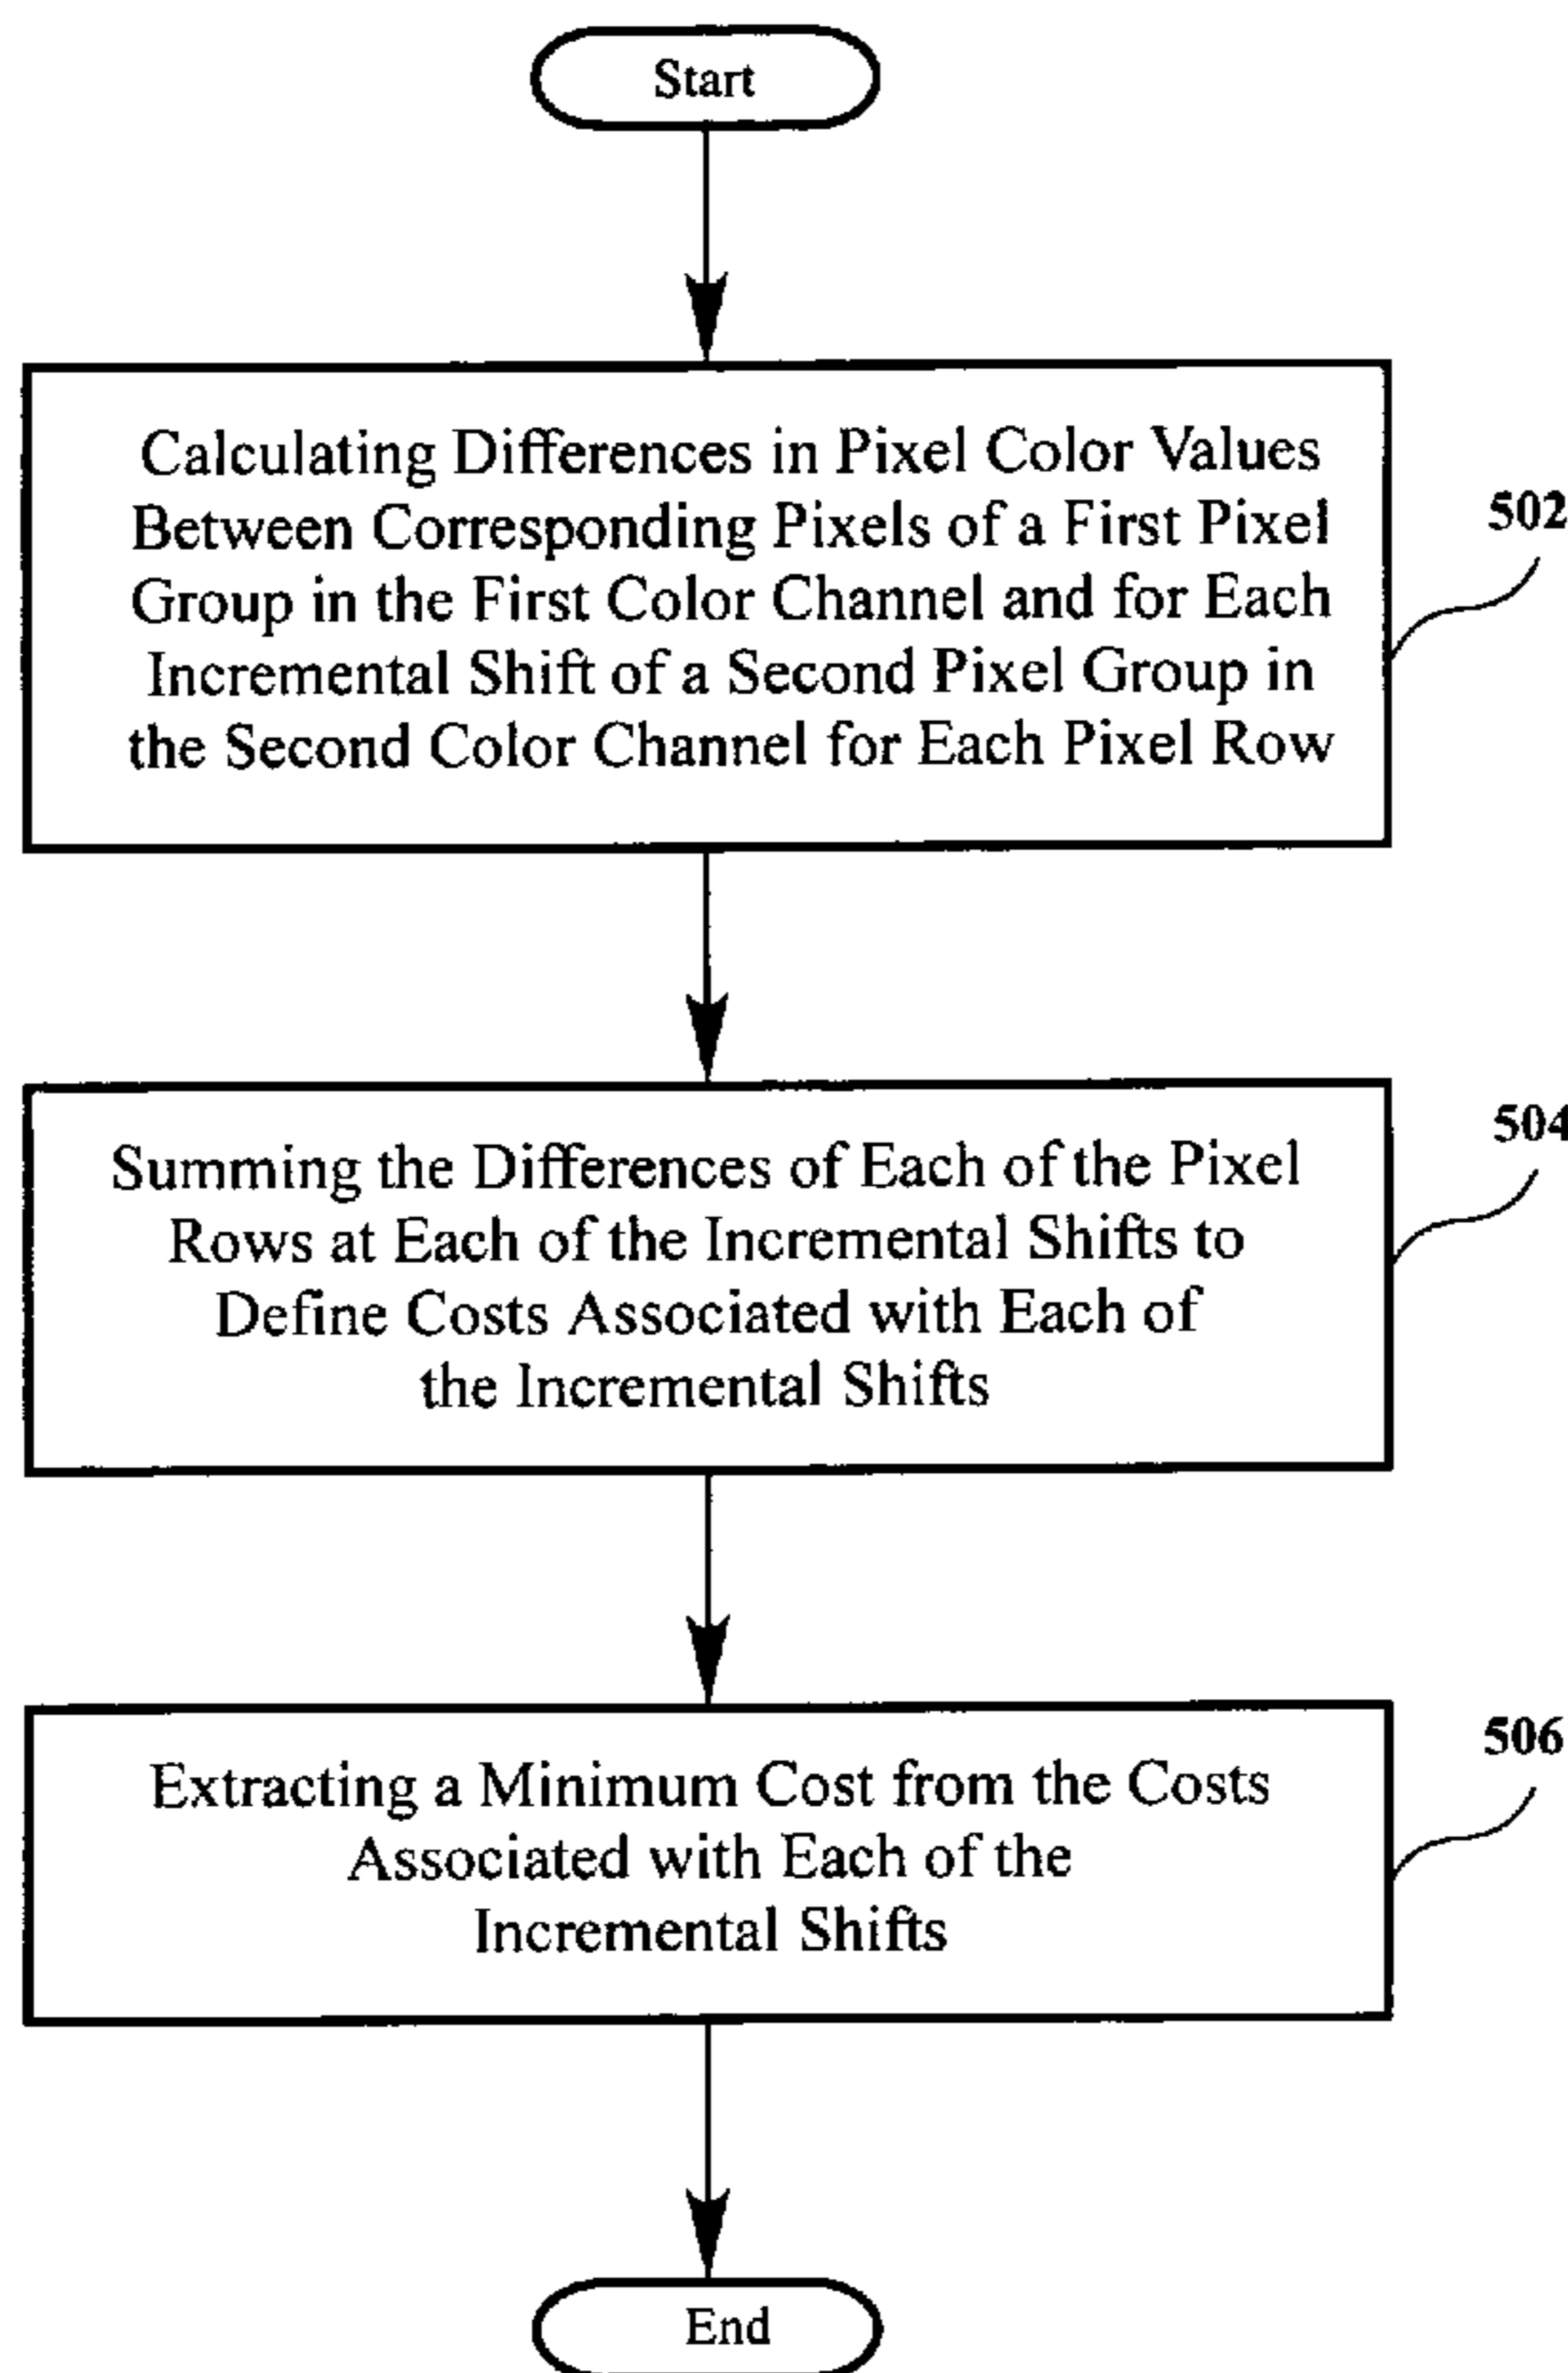 Start
Calculating Differences in Pixel Color Values
Between Corresponding Pixels of a First Pixel
Group in the First Color Channel and for Each
Incremental Shift of a Second Pixel Group in
the Second Color Channel for Each Pixel Row
502
Summing the Differences of Each of the Pixel
Rows at Each of the Incremental Shifts to
Define Costs Associated with Each of
the Incremental Shifts
504
Extracting a Minimum Cost from the Costs
Associated with Each of the
Incremental Shifts
506
End